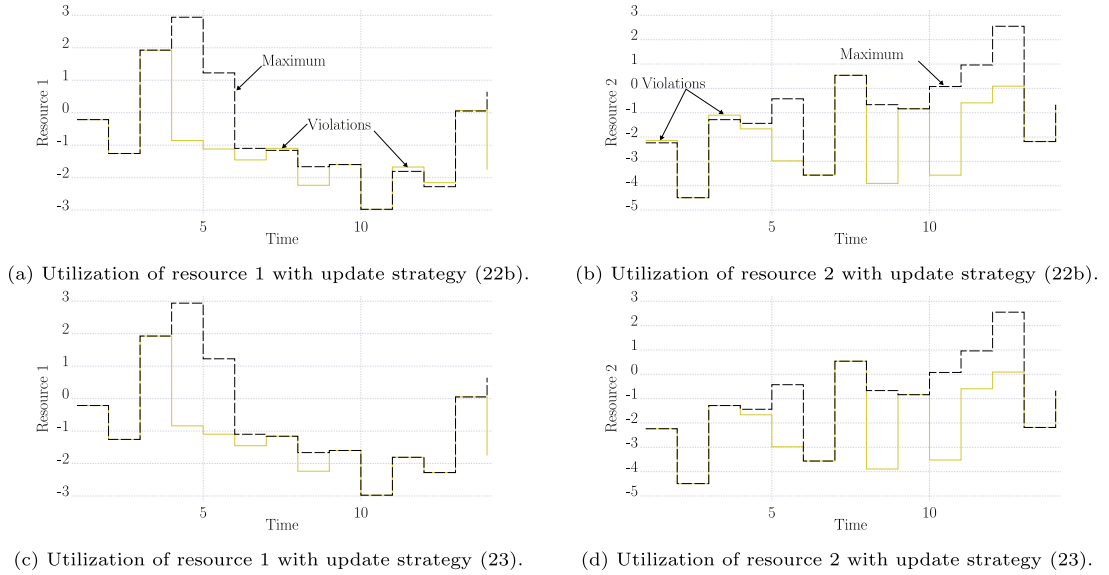 3
2
1
0
-1
-2
-3
Resource 1
Maximum
Violations
5
10
Time
3
2
1
0
-1
-2
-3
-4
-5
Resource 2
Violations
Maximum
5
10
Time
(a) Utilization of resource 1 with update strategy (22b).
(b) Utilization of resource 2 with update strategy (22b).
3
2
1
0
-1
-2
-3
Resource 1
5
10
Time
3
2
1
0
-1
-2
-3
-4
-5
Resource 2
5
10
Time
(c) Utilization of resource 1 with update strategy (23).
(d) Utilization of resource 2 with update strategy (23).